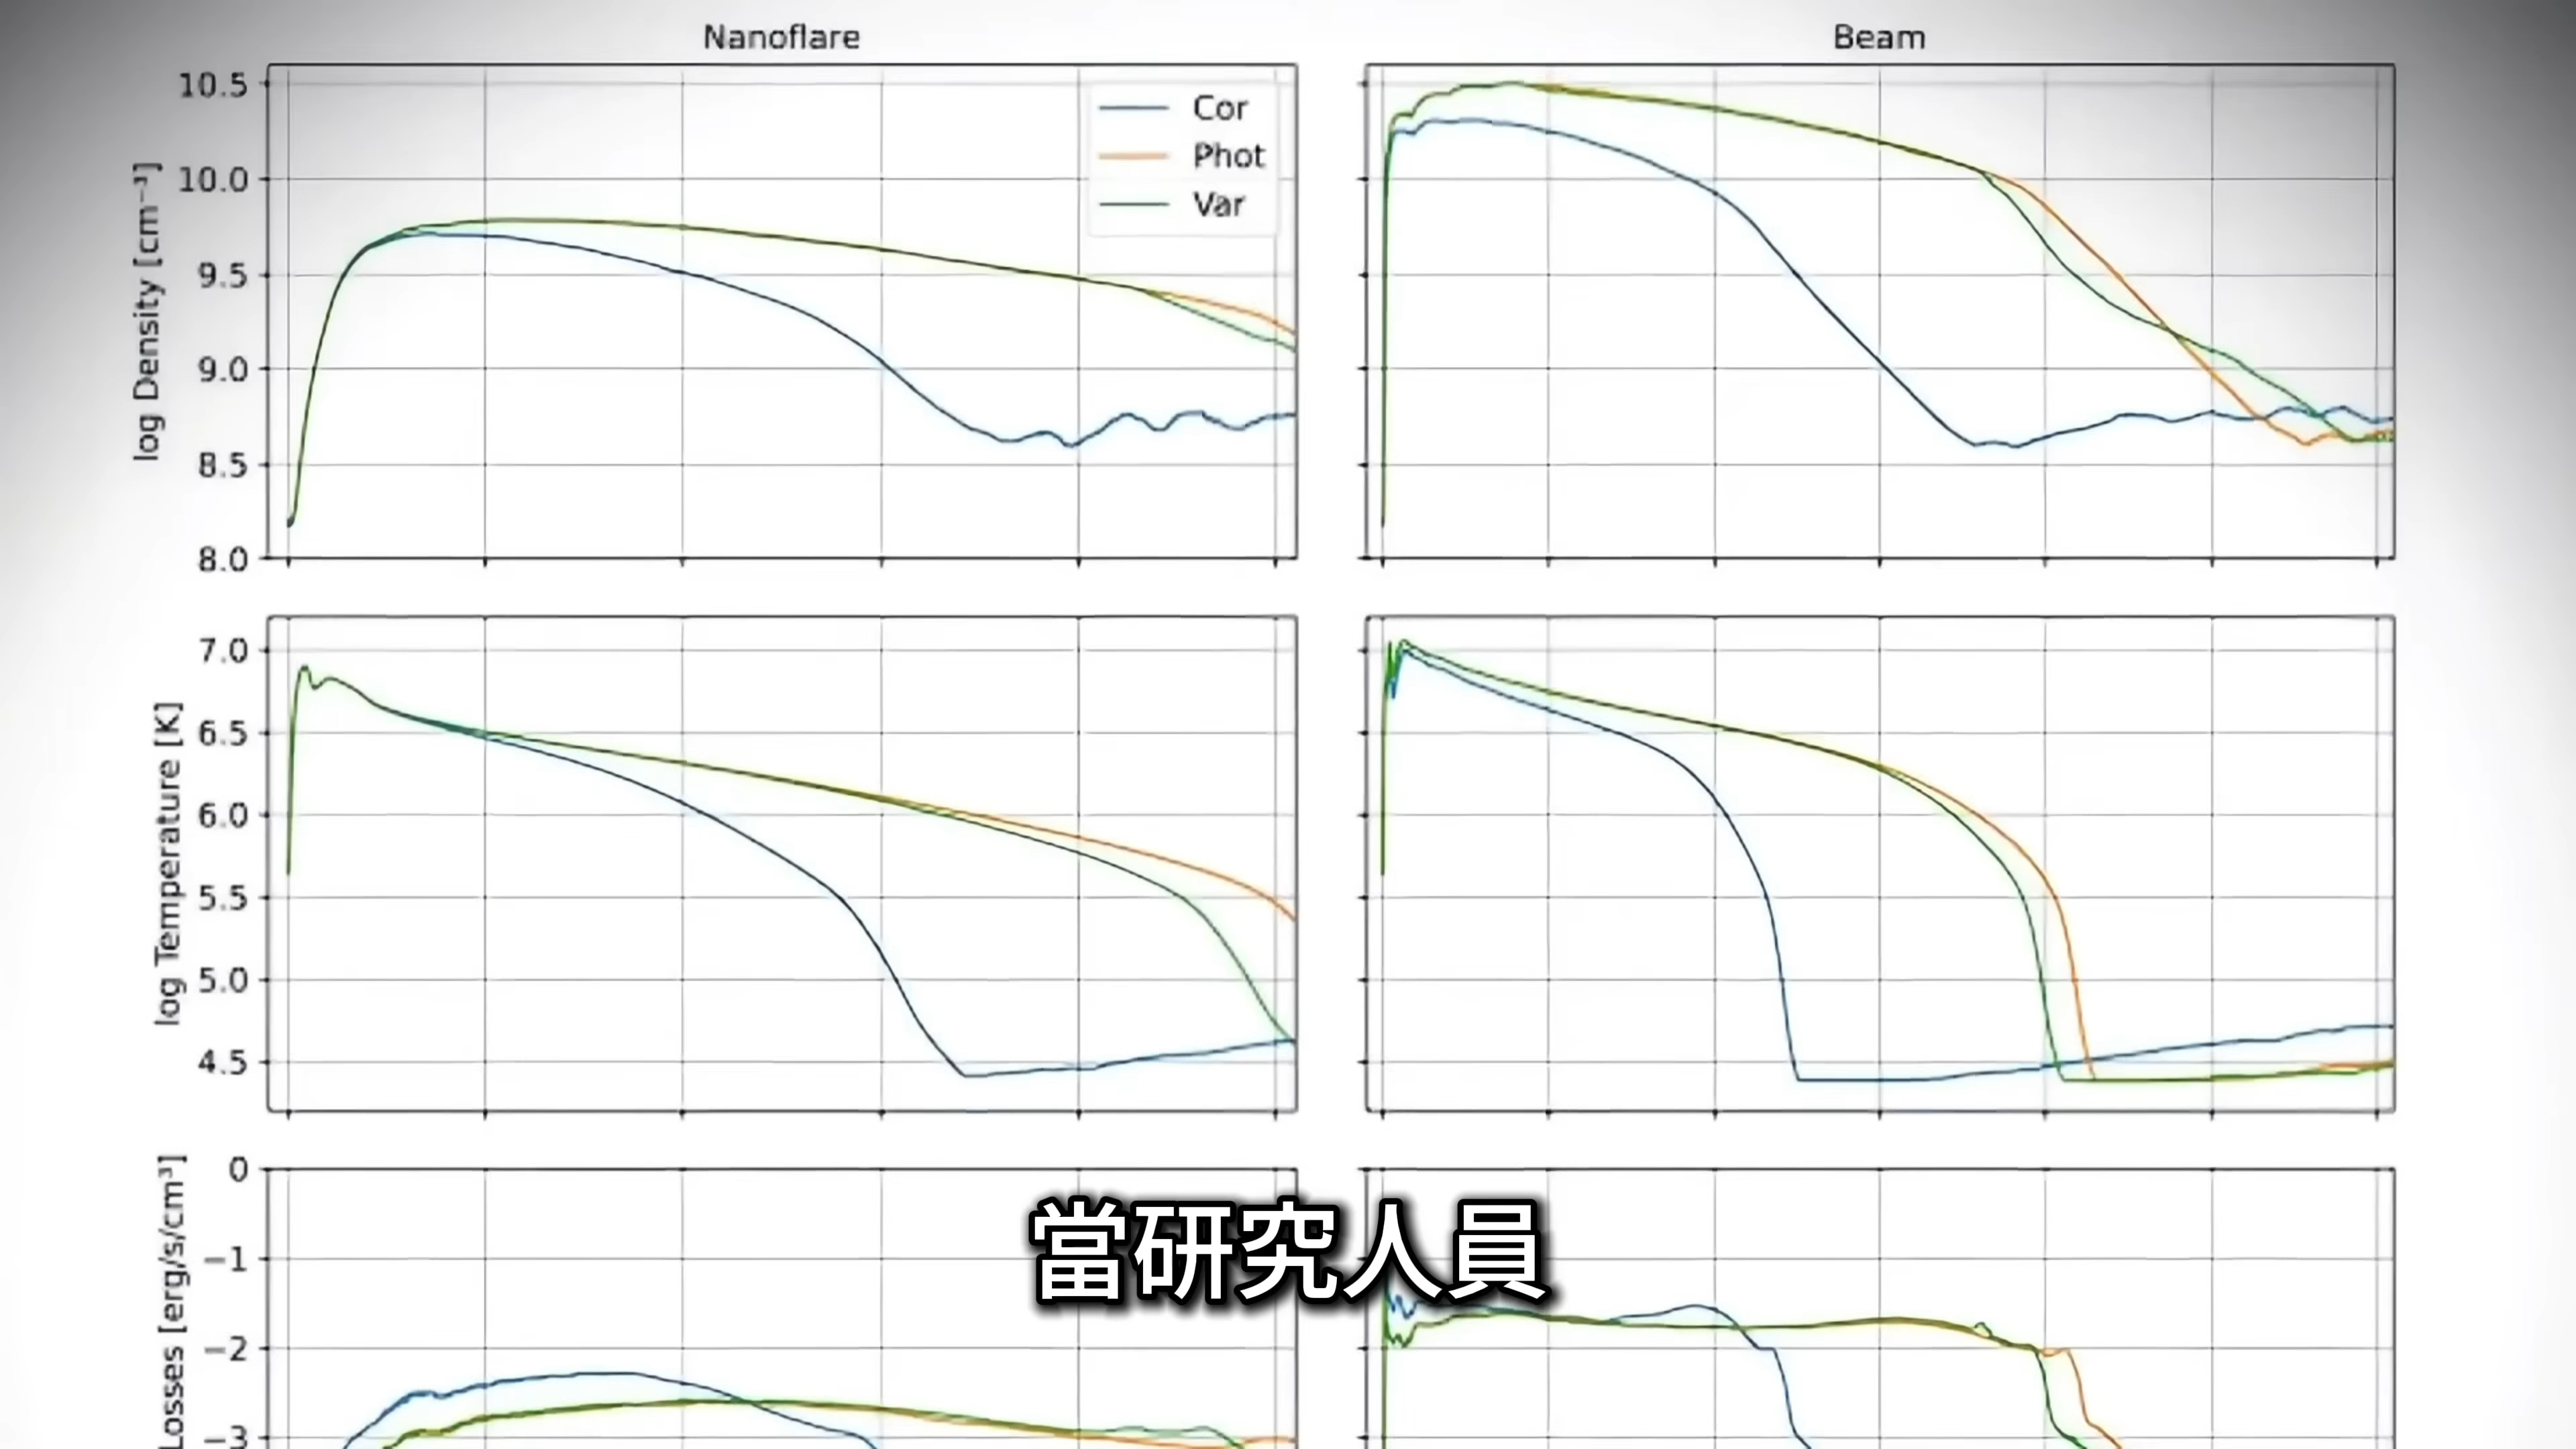 Nanoflare
Beam
10.5
10.0
9.5
9.0
8.5
8.0
log Density [cm⁻³]
Cor
Phot
Var
7.0
6.5
6.0
5.5
5.0
4.5
log Temperature [K]
0
−1
−2
−3
Losses [erg/s/cm³]
當研究人員